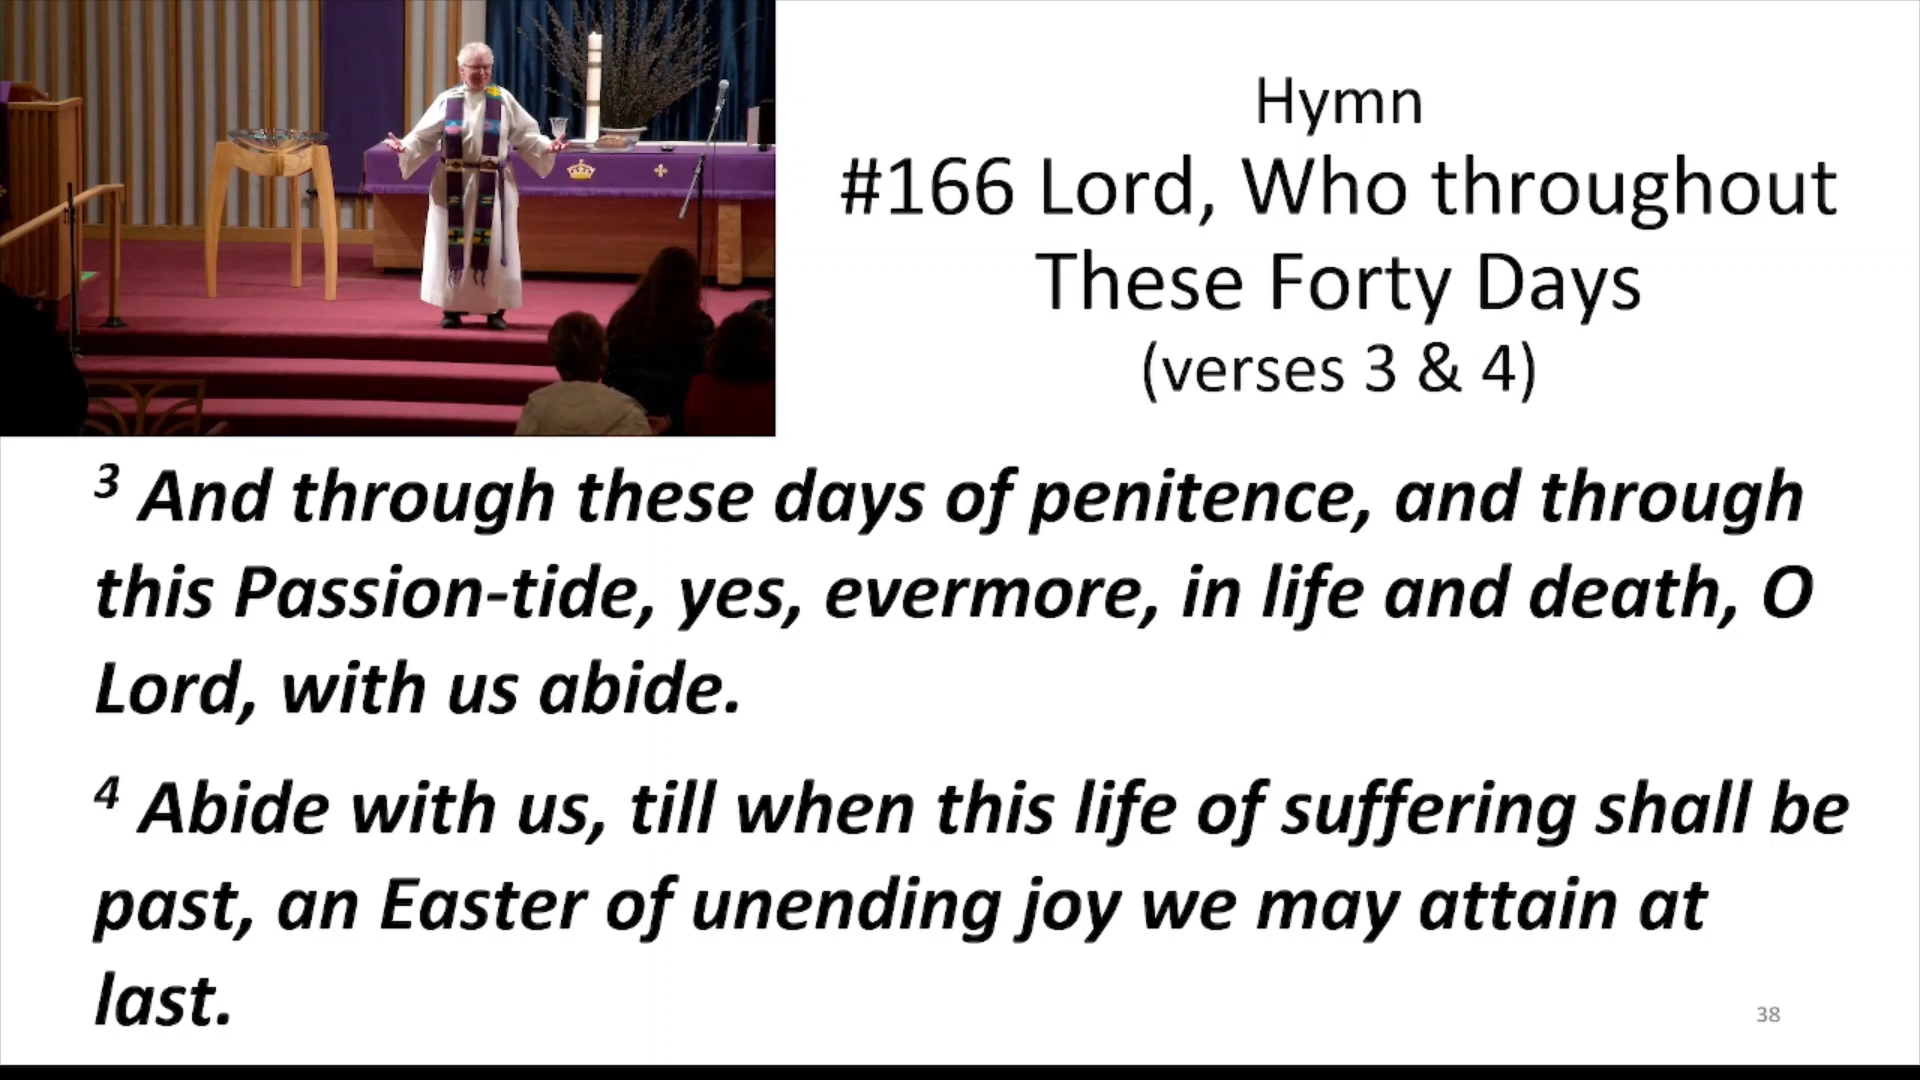 Hymn
#166 Lord, Who throughout
These Forty Days
(verses 3 & 4)
3 And through these days of penitence, and through
this Passion-tide, yes, evermore, in life and death, O
Lord, with us abide.
4 Abide with us, till when this life of suffering shall be
past, an Easter of unending joy we may attain at
last.
38